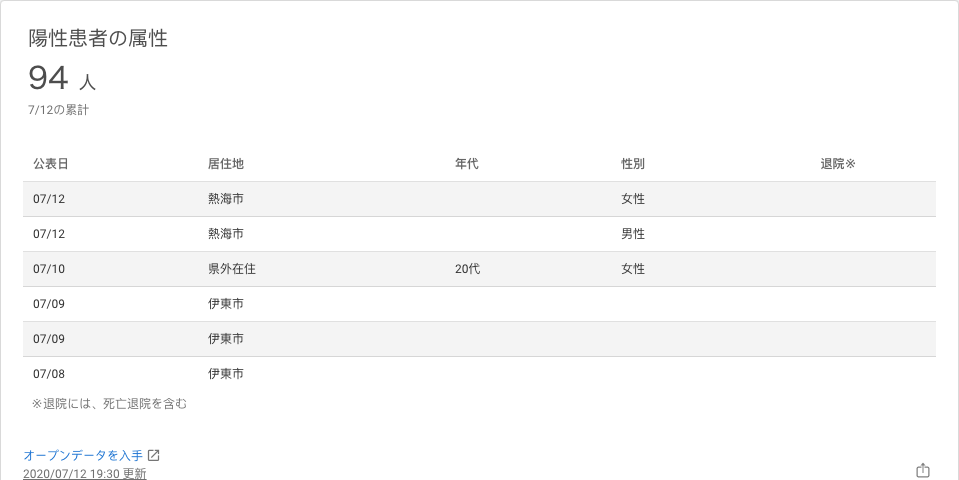 陽性患者の属性
94 人
7/12の累計
公表日 居住地 年代 性別 退院※
07/12 熱海市 女性
07/12 熱海市 男性
07/10 県外在住 20代 女性
07/09 伊東市
07/09 伊東市
07/08 伊東市
※退院には、死亡退院を含む
オープンデータを入手
2020/07/12 19:30 更新